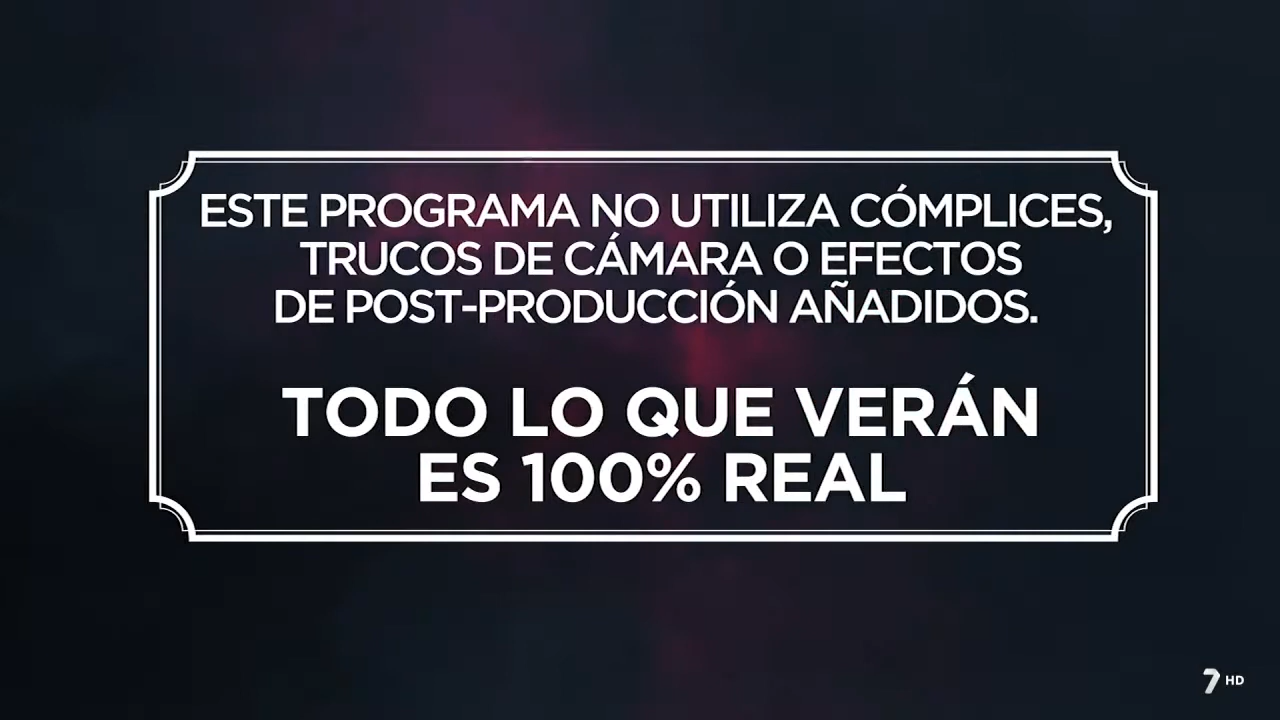 ESTE PROGRAMA NO UTILIZA CÓMPLICES,
TRUCOS DE CÁMARA O EFECTOS
DE POST-PRODUCCIÓN AÑADIDOS.
TODO LO QUE VERÁN
ES 100% REAL
7 HD